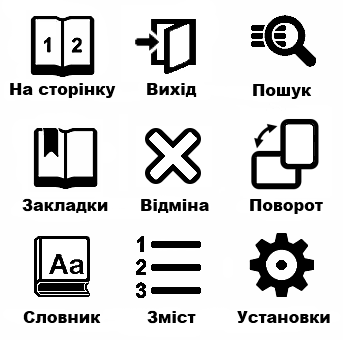 1 2
На сторінку Вихід Пошук
Закладки Відміна Поворот
Aa
1
2
3
Словник Зміст Установки